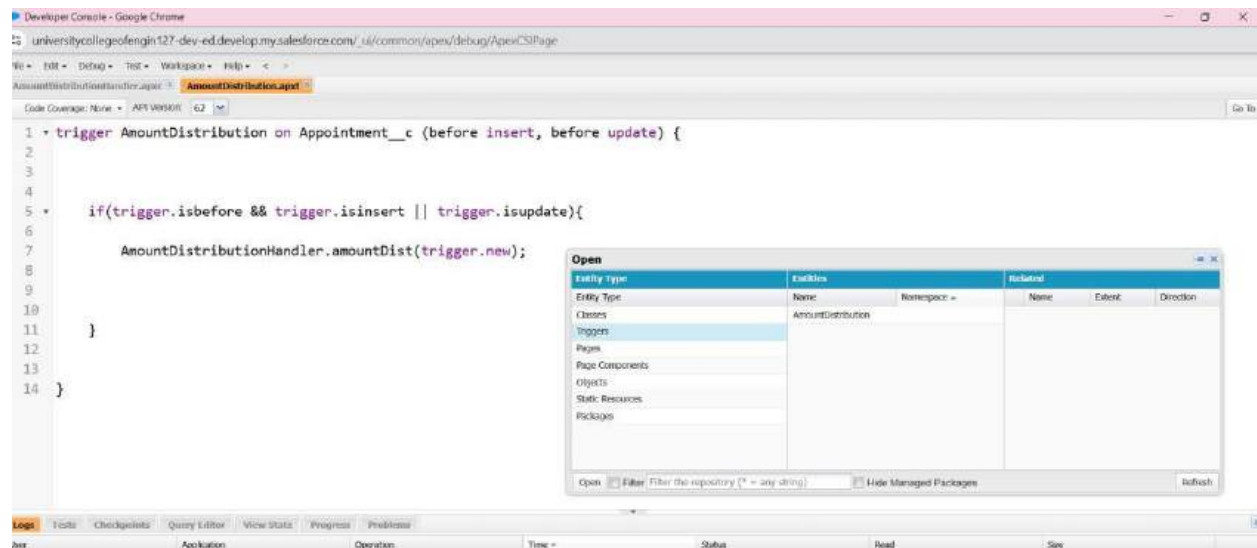 Developer Console - Google Chrome
universitycollegeofengin127-dev-ed.develop.my.salesforce.com/_ui/common/apex/debug/ApexCSIPage
Edit Debug Test Workspace Help < >
AmountDistributionHandler.apxc AmountDistribution.apxt
Code Coverage: None API Version: 62 Go To
1 trigger AmountDistribution on Appointment__c (before insert, before update) {
2
3
4
5 if(trigger.isbefore && trigger.isinsert || trigger.isupdate){
6
7 AmountDistributionHandler.amountDist(trigger.new);
8
9
10
11 }
12
13
14 }
Open
Entity Type Entities Related
Entity Type Name Namespace Name Extent Direction
Classes AmountDistribution
Triggers
Pages
Page Components
Objects
Static Resources
Packages
Open Filter Filter the repository (* = any string) Hide Managed Packages Refresh
Logs Tests Checkpoints Query Editor View State Progress Problems
Application Operation Time Status Read Size